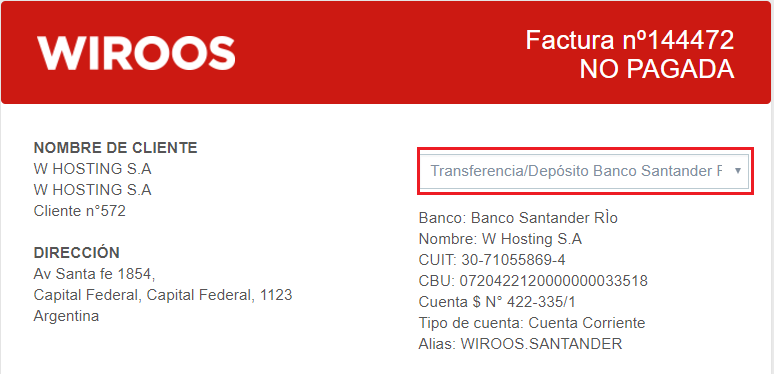 WIROOS
Factura nº144472
NO PAGADA
NOMBRE DE CLIENTE
W HOSTING S.A
W HOSTING S.A
Cliente n°572
DIRECCIÓN
Av Santa fe 1854,
Capital Federal, Capital Federal, 1123
Argentina
Transferencia/Depósito Banco Santander R
Banco: Banco Santander RÌo
Nombre: W Hosting S.A
CUIT: 30-71055869-4
CBU: 0720422120000000033518
Cuenta $ N° 422-335/1
Tipo de cuenta: Cuenta Corriente
Alias: WIROOS.SANTANDER